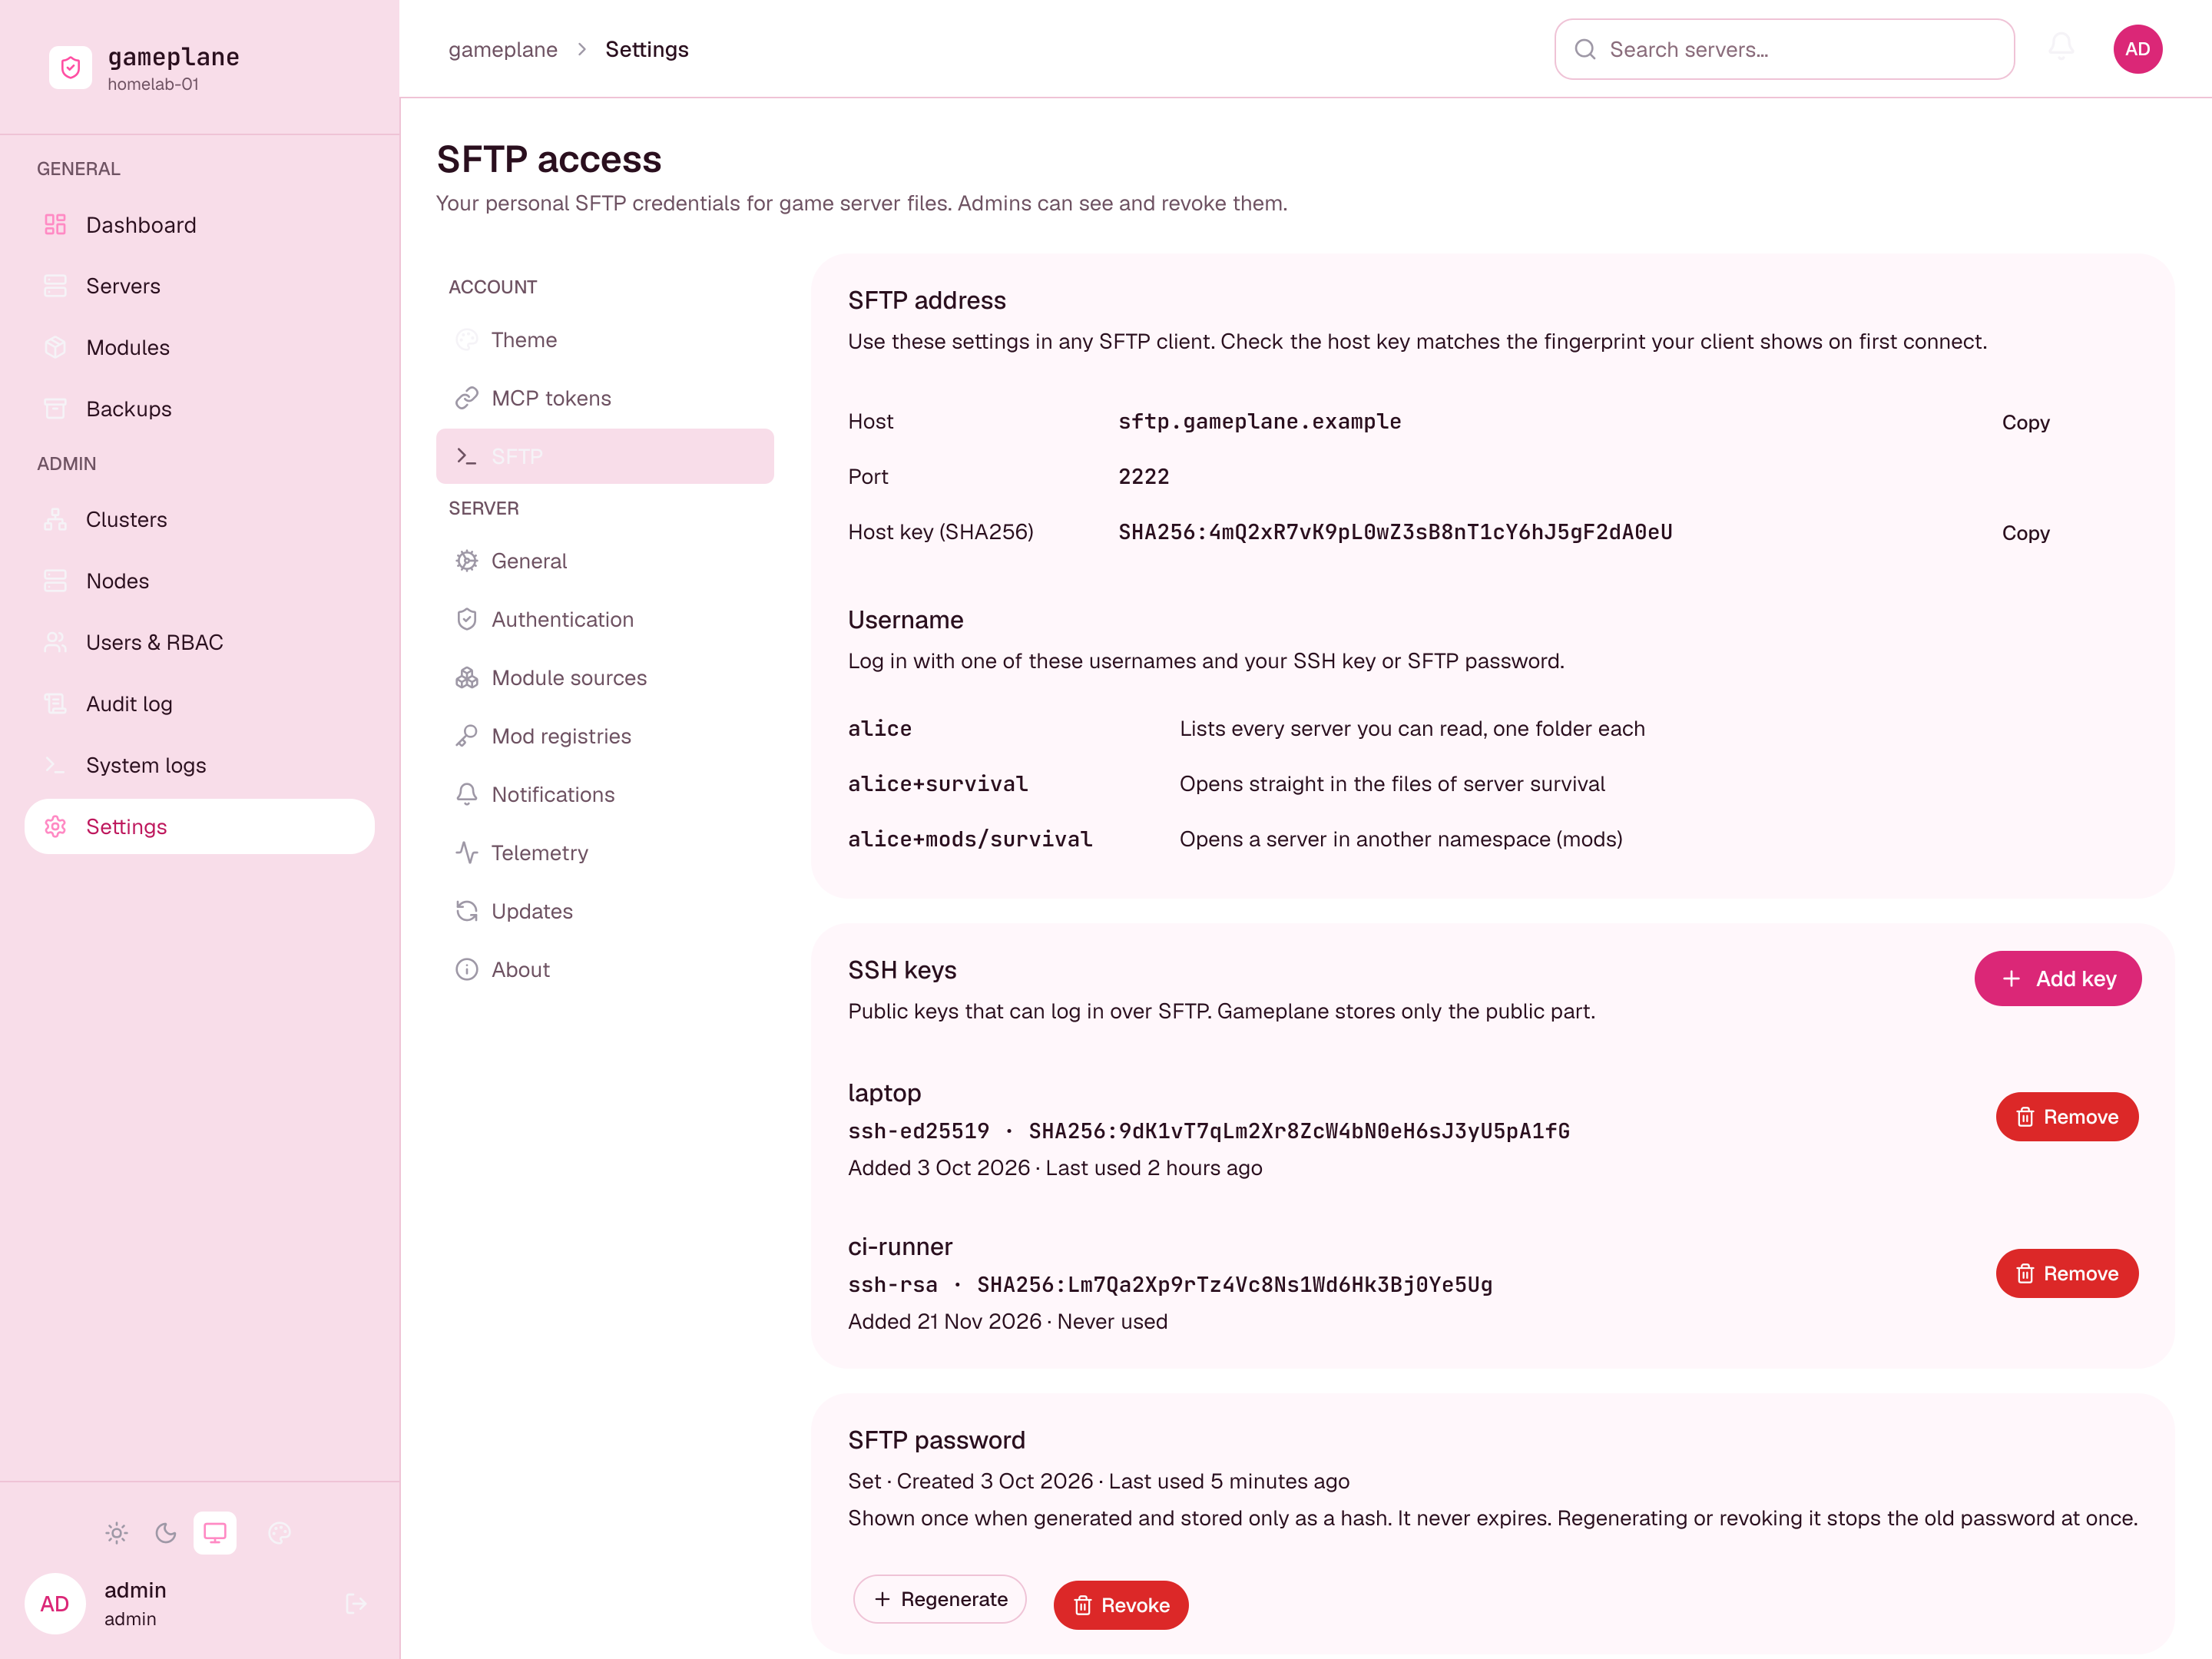 gameplane
homelab-01
GENERAL
Dashboard
Servers
Modules
Backups
ADMIN
Clusters
Nodes
Users & RBAC
Audit log
System logs
Settings
AD
admin
admin
gameplane > Settings
Search servers...
AD
SFTP access
Your personal SFTP credentials for game server files. Admins can see and revoke them.
ACCOUNT
Theme
MCP tokens
SFTP
SERVER
General
Authentication
Module sources
Mod registries
Notifications
Telemetry
Updates
About
SFTP address
Use these settings in any SFTP client. Check the host key matches the fingerprint your client shows on first connect.
Host sftp.gameplane.example Copy
Port 2222
Host key (SHA256) SHA256:4mQ2xR7vK9pL0wZ3sB8nT1cY6hJ5gF2dA0eU Copy
Username
Log in with one of these usernames and your SSH key or SFTP password.
alice Lists every server you can read, one folder each
alice+survival Opens straight in the files of server survival
alice+mods/survival Opens a server in another namespace (mods)
SSH keys
Add key
Public keys that can log in over SFTP. Gameplane stores only the public part.
laptop
ssh-ed25519 · SHA256:9dK1vT7qLm2Xr8ZcW4bN0eH6sJ3yU5pA1fG
Added 3 Oct 2026 · Last used 2 hours ago
Remove
ci-runner
ssh-rsa · SHA256:Lm7Qa2Xp9rTz4Vc8Ns1Wd6Hk3Bj0Ye5Ug
Added 21 Nov 2026 · Never used
Remove
SFTP password
Set · Created 3 Oct 2026 · Last used 5 minutes ago
Shown once when generated and stored only as a hash. It never expires. Regenerating or revoking it stops the old password at once.
Regenerate
Revoke